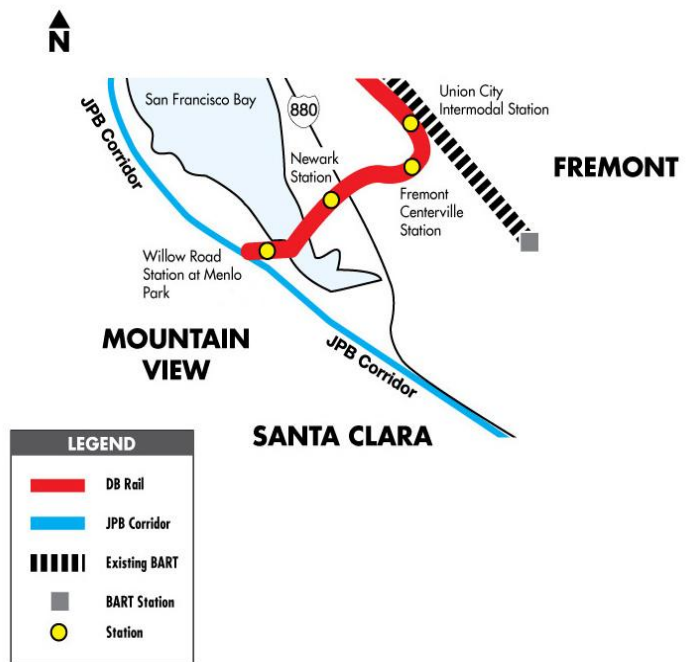 N
San Francisco Bay
880
Union City
Intermodal Station
JPB Corridor
Newark
Station
FREMONT
Fremont
Centerville
Station
Willow Road
Station at Menlo
Park
MOUNTAIN
VIEW
JPB Corridor
SANTA CLARA
LEGEND
DB Rail
JPB Corridor
Existing BART
BART Station
Station